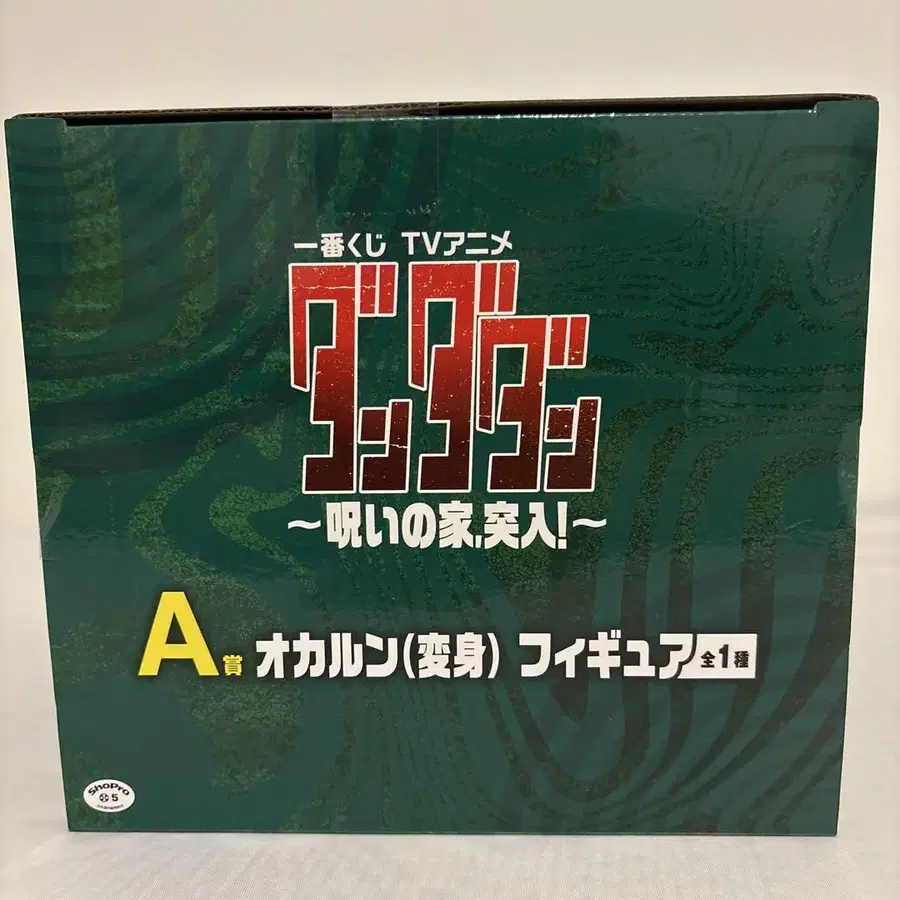 一番くじ TVアニメ
ダンダダン
～呪いの家、突入!～
A賞 オカルン(変身) フィギュア 全1種
ShoPro
5